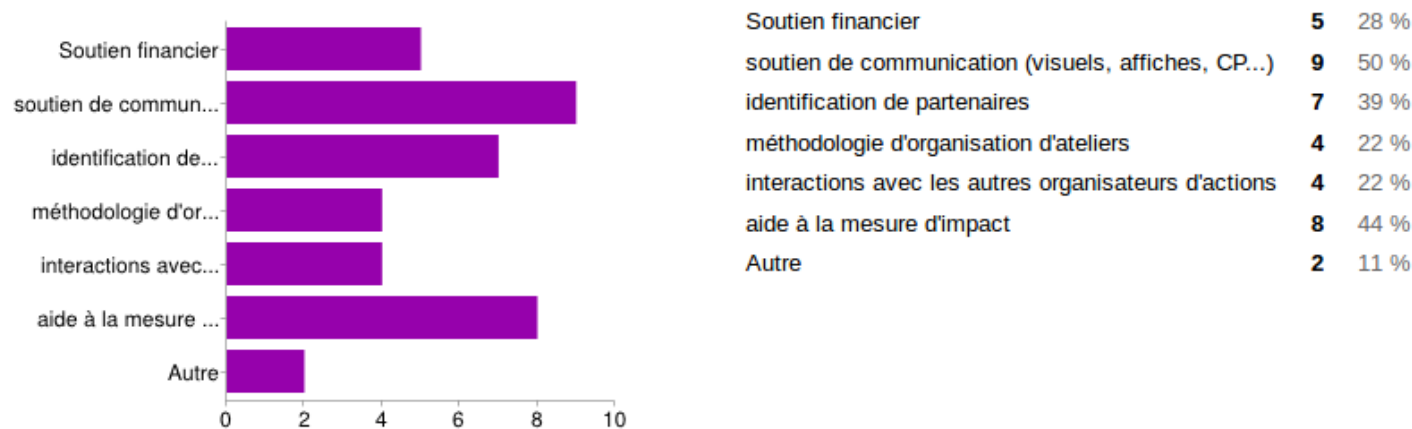 Soutien financier
soutien de commun...
identification de...
méthodologie d'or...
interactions avec...
aide à la mesure ...
Autre
0 2 4 6 8 10
Soutien financier 5 28 %
soutien de communication (visuels, affiches, CP...) 9 50 %
identification de partenaires 7 39 %
méthodologie d'organisation d'ateliers 4 22 %
interactions avec les autres organisateurs d'actions 4 22 %
aide à la mesure d'impact 8 44 %
Autre 2 11 %